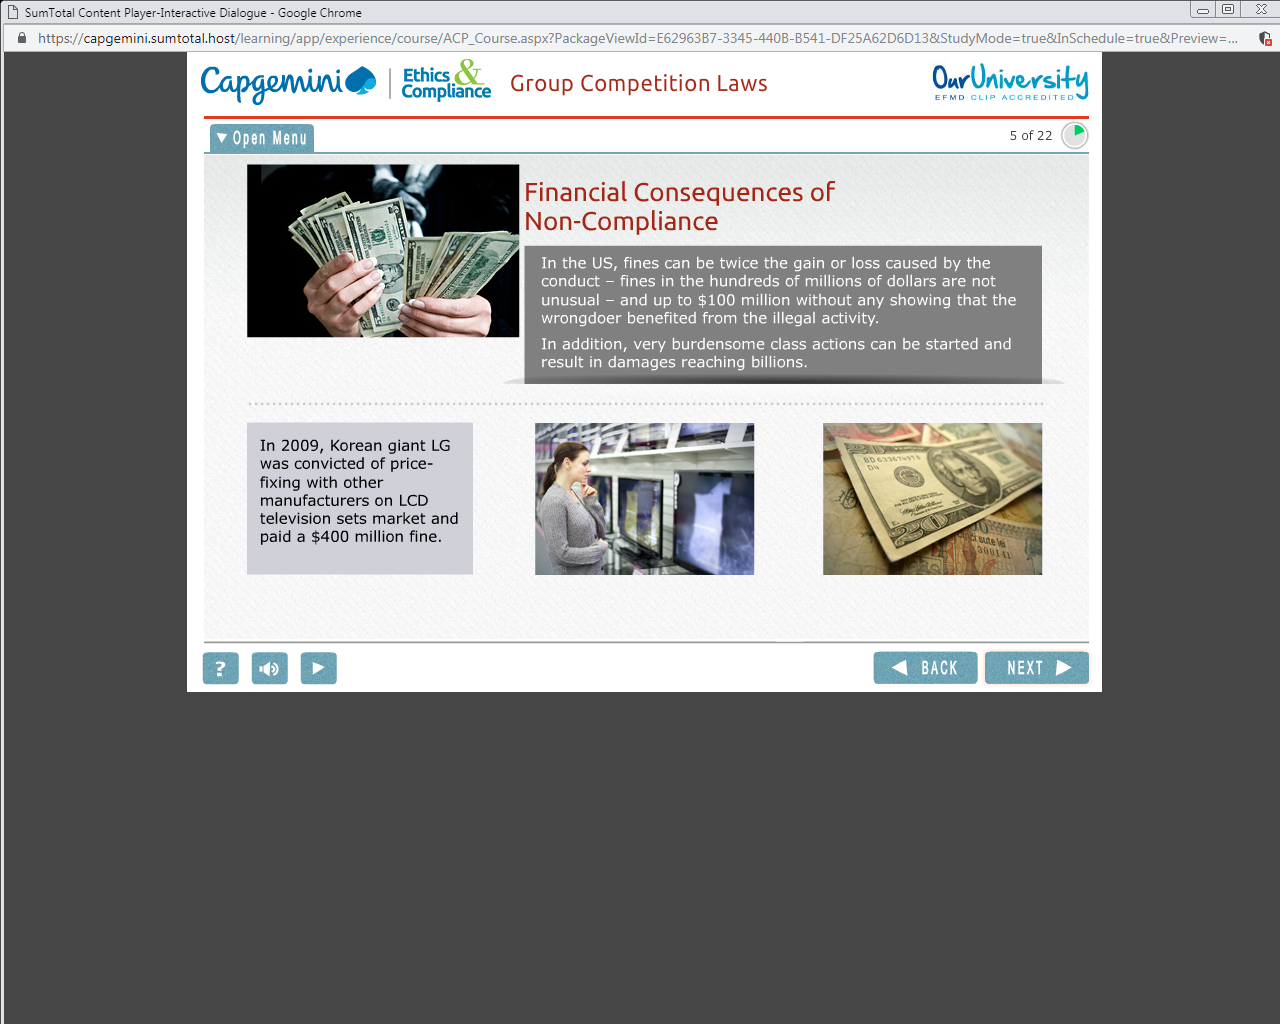 SumTotal Content Player-Interactive Dialogue - Google Chrome
https://capgemini.sumtotal.host/learning/app/experience/course/ACP_Course.aspx?PackageViewId=E62963B7-3345-440B-B541-DF25A62D6D13&StudyMode=true&InSchedule=true&Preview=...
Capgemini
Ethics &
Compliance
Group Competition Laws
OurUniversity
EFMD CLIP ACCREDITED
Open Menu
5 of 22
Financial Consequences of
Non-Compliance
In the US, fines can be twice the gain or loss caused by the
conduct – fines in the hundreds of millions of dollars are not
unusual – and up to $100 million without any showing that the
wrongdoer benefited from the illegal activity.
In addition, very burdensome class actions can be started and
result in damages reaching billions.
In 2009, Korean giant LG
was convicted of price-
fixing with other
manufacturers on LCD
television sets market and
paid a $400 million fine.
?
BACK
NEXT